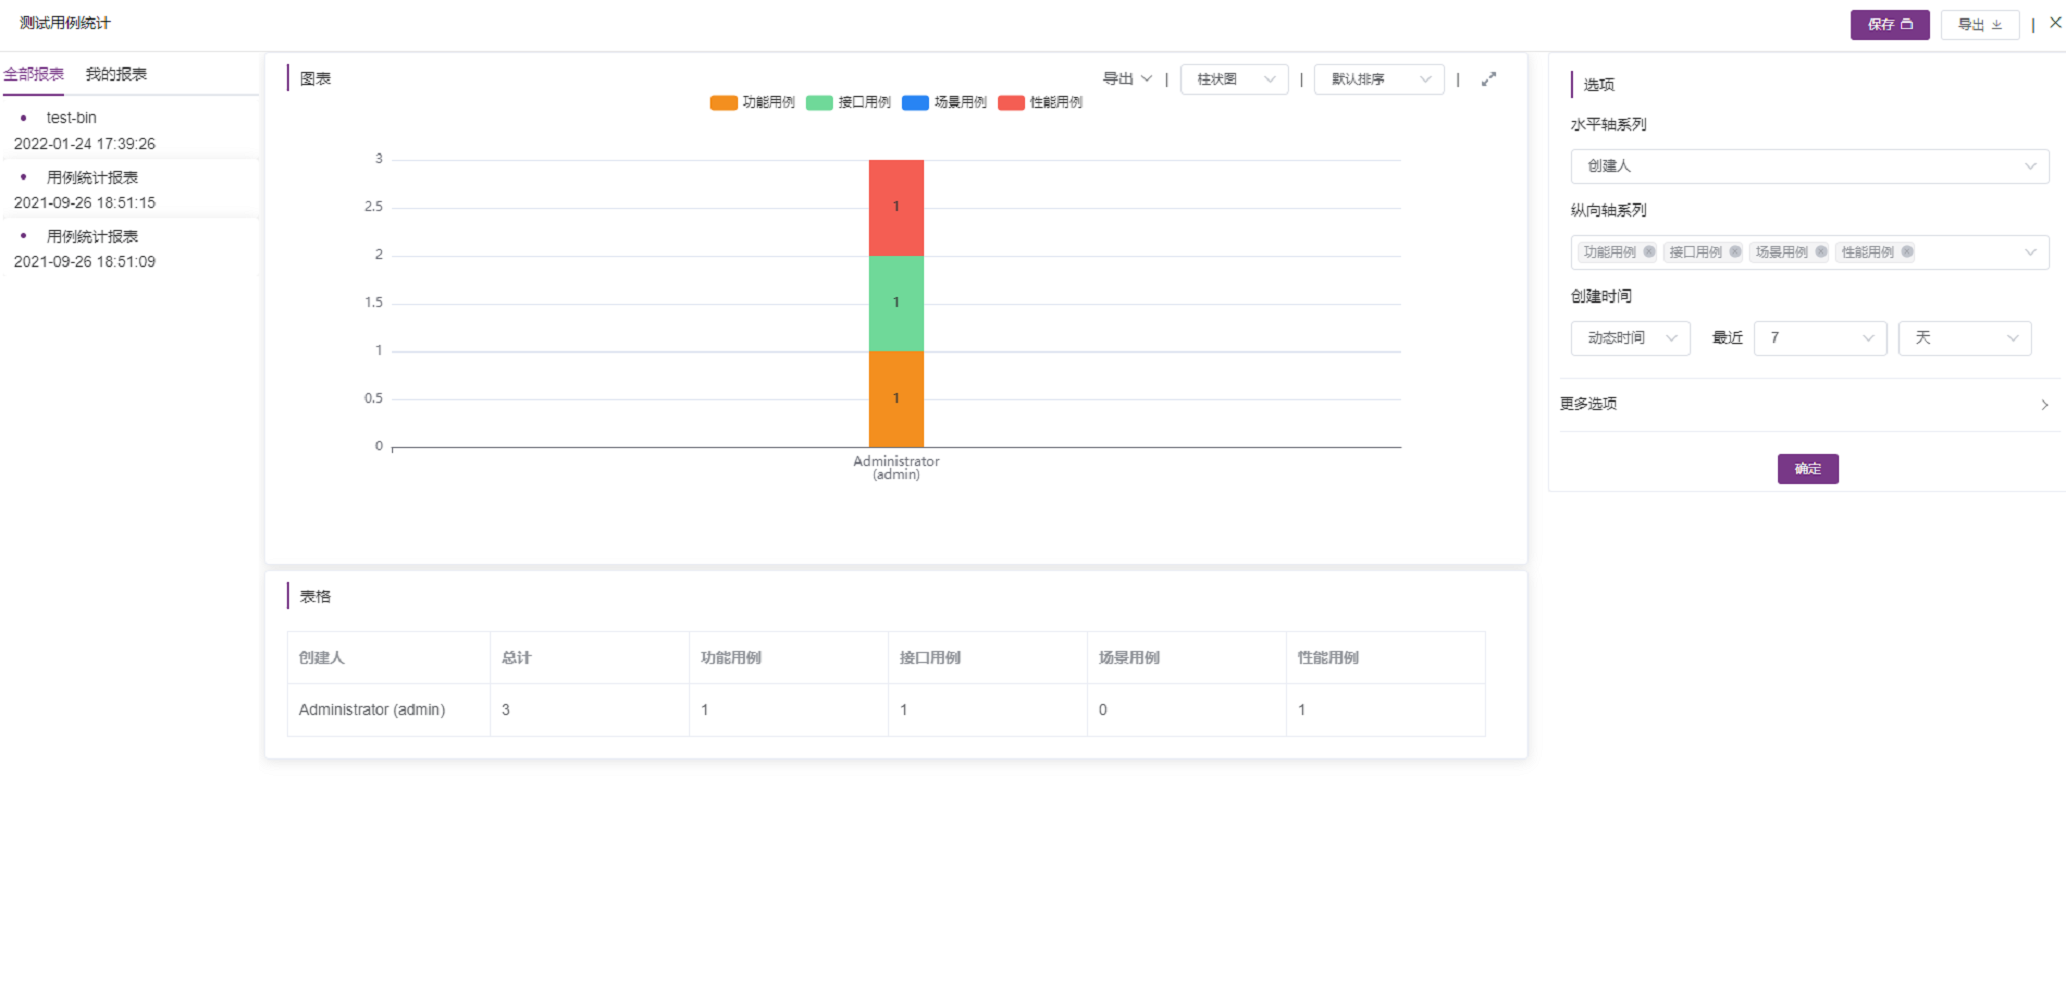 测试用例统计
保存
导出
|
全部报表 我的报表
test-bin
2022-01-24 17:39:26
用例统计报表
2021-09-26 18:51:15
用例统计报表
2021-09-26 18:51:09
图表
导出 | 柱状图 | 默认排序 |
功能用例 接口用例 场景用例 性能用例
3
2.5
2
1.5
1
0.5
0
1
1
1
Administrator
(admin)
表格
创建人 总计 功能用例 接口用例 场景用例 性能用例
Administrator (admin) 3 1 1 0 1
选项
水平轴系列
创建人
纵向轴系列
功能用例 接口用例 场景用例 性能用例
创建时间
动态时间 最近 7 天
更多选项
确定